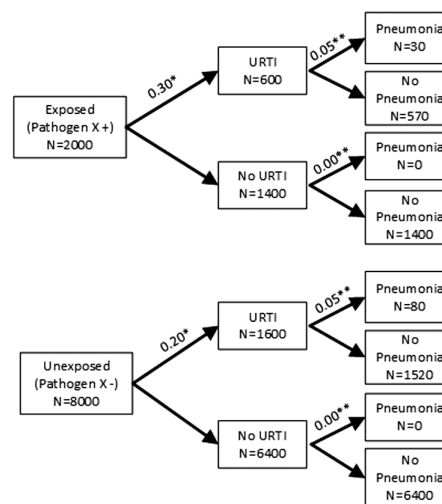 Exposed
(Pathogen X +)
N=2000
0.30*
URTI
N=600
0.05**
Pneumonia
N=30
No
Pneumonia
N=570
No URTI
N=1400
0.00**
Pneumonia
N=0
No
Pneumonia
N=1400
Unexposed
(Pathogen X -)
N=8000
0.20*
URTI
N=1600
0.05**
Pneumonia
N=80
No
Pneumonia
N=1520
No URTI
N=6400
0.00**
Pneumonia
N=0
No
Pneumonia
N=6400